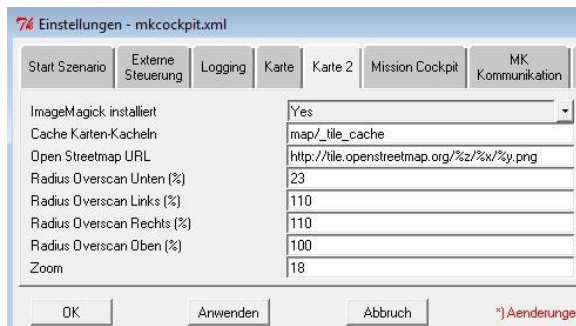 Einstellungen - mkcockpit.xml
Start Szenario Externe Steuerung Logging Karte Karte 2 Mission Cockpit MK Kommunikation
ImageMagick installiert Yes
Cache Karten-Kacheln map/_tile_cache
Open Streetmap URL http://tile.openstreetmap.org/%z/%x/%y.png
Radius Overscan Unten (%) 23
Radius Overscan Links (%) 110
Radius Overscan Rechts (%) 110
Radius Overscan Oben (%) 100
Zoom 18
OK Anwenden Abbruch *) Aenderunge